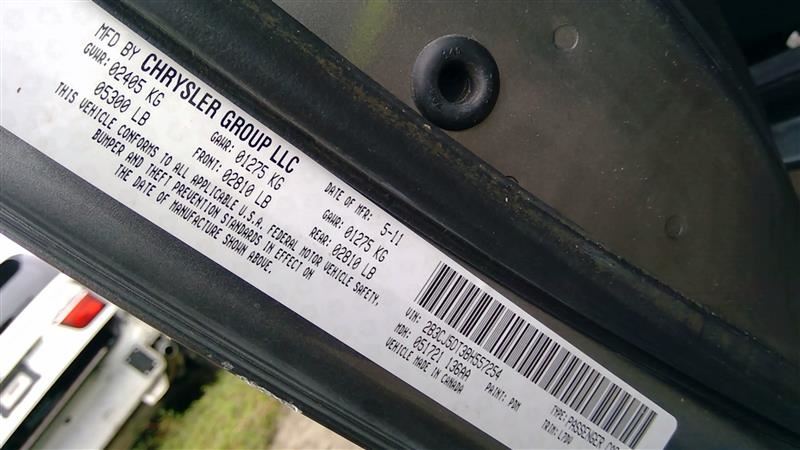 MFD BY CHRYSLER GROUP LLC
DATE OF MFR: 5-11
GVWR: 02405 KG
05300 LB
GAWR: 01275 KG
FRONT: 02810 LB
GAWR: 01275 KG
REAR: 02810 LB
THIS VEHICLE CONFORMS TO ALL APPLICABLE U.S.A. FEDERAL MOTOR VEHICLE SAFETY,
BUMPER AND THEFT PREVENTION STANDARDS IN EFFECT ON
THE DATE OF MANUFACTURE SHOWN ABOVE.
VIN:
MDH: 051721 136AA
PAINT: PDM
TYPE: PASSENGER CAR
VEHICLE MADE IN CANADA
TRIM: L7DV